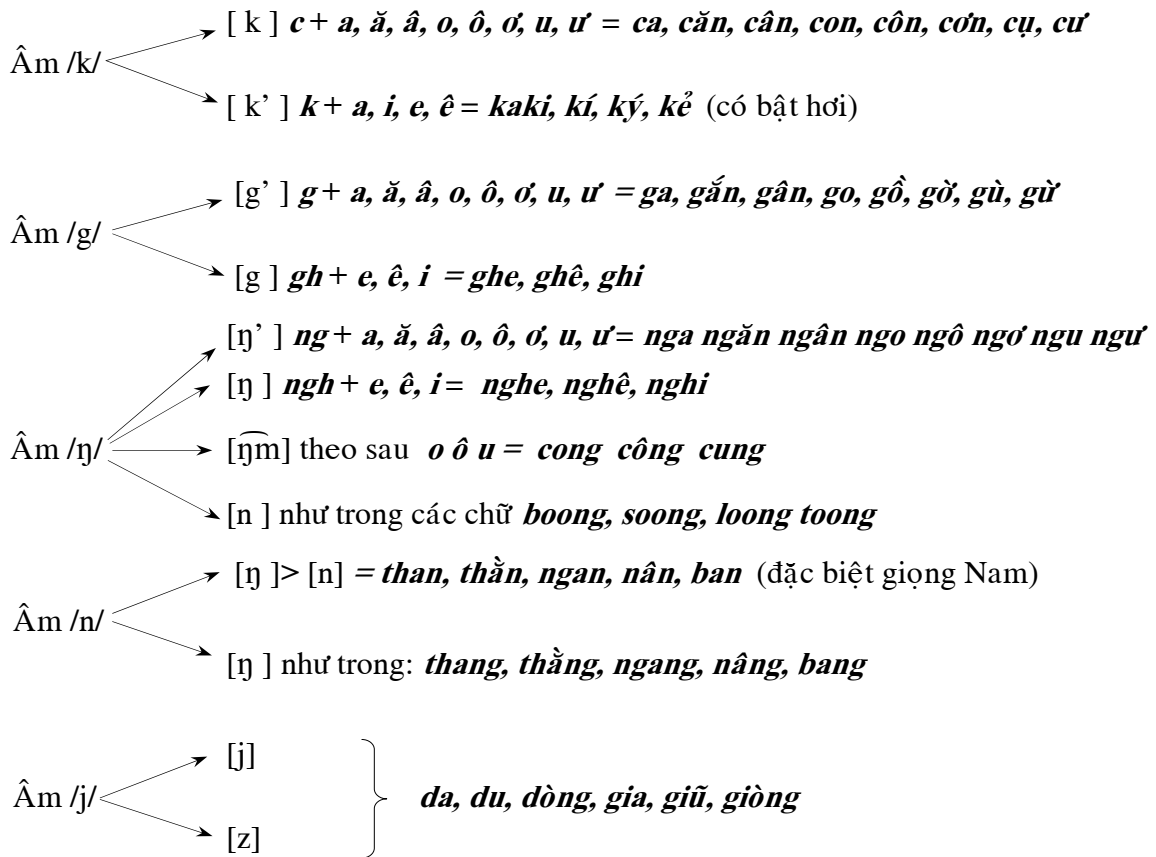 [ k ] c + a, ă, â, o, ô, ơ, u, ư = ca, căn, cân, con, côn, cơn, cụ, cư
Âm /k/
[ k’ ] k + a, i, e, ê = kaki, kí, ký, kẻ (có bật hơi)
[g’ ] g + a, ă, â, o, ô, ơ, u, ư = ga, gắn, gân, go, gồ, gờ, gù, gừ
Âm /g/
[g ] gh + e, ê, i = ghe, ghê, ghi
[ŋ’ ] ng + a, ă, â, o, ô, ơ, u, ư = nga ngăn ngân ngo ngô ngơ ngu ngư
[ŋ ] ngh + e, ê, i = nghe, nghê, nghi
Âm /ŋ/
[ŋ͡m] theo sau o ô u = cong công cung
[n ] như trong các chữ boong, soong, loong toong
[ŋ ]> [n] = than, thằn, ngan, nân, ban (đặc biệt giọng Nam)
Âm /n/
[ŋ ] như trong: thang, thằng, ngang, nâng, bang
[j]
Âm /j/
da, du, dòng, gia, giũ, giòng
[z]